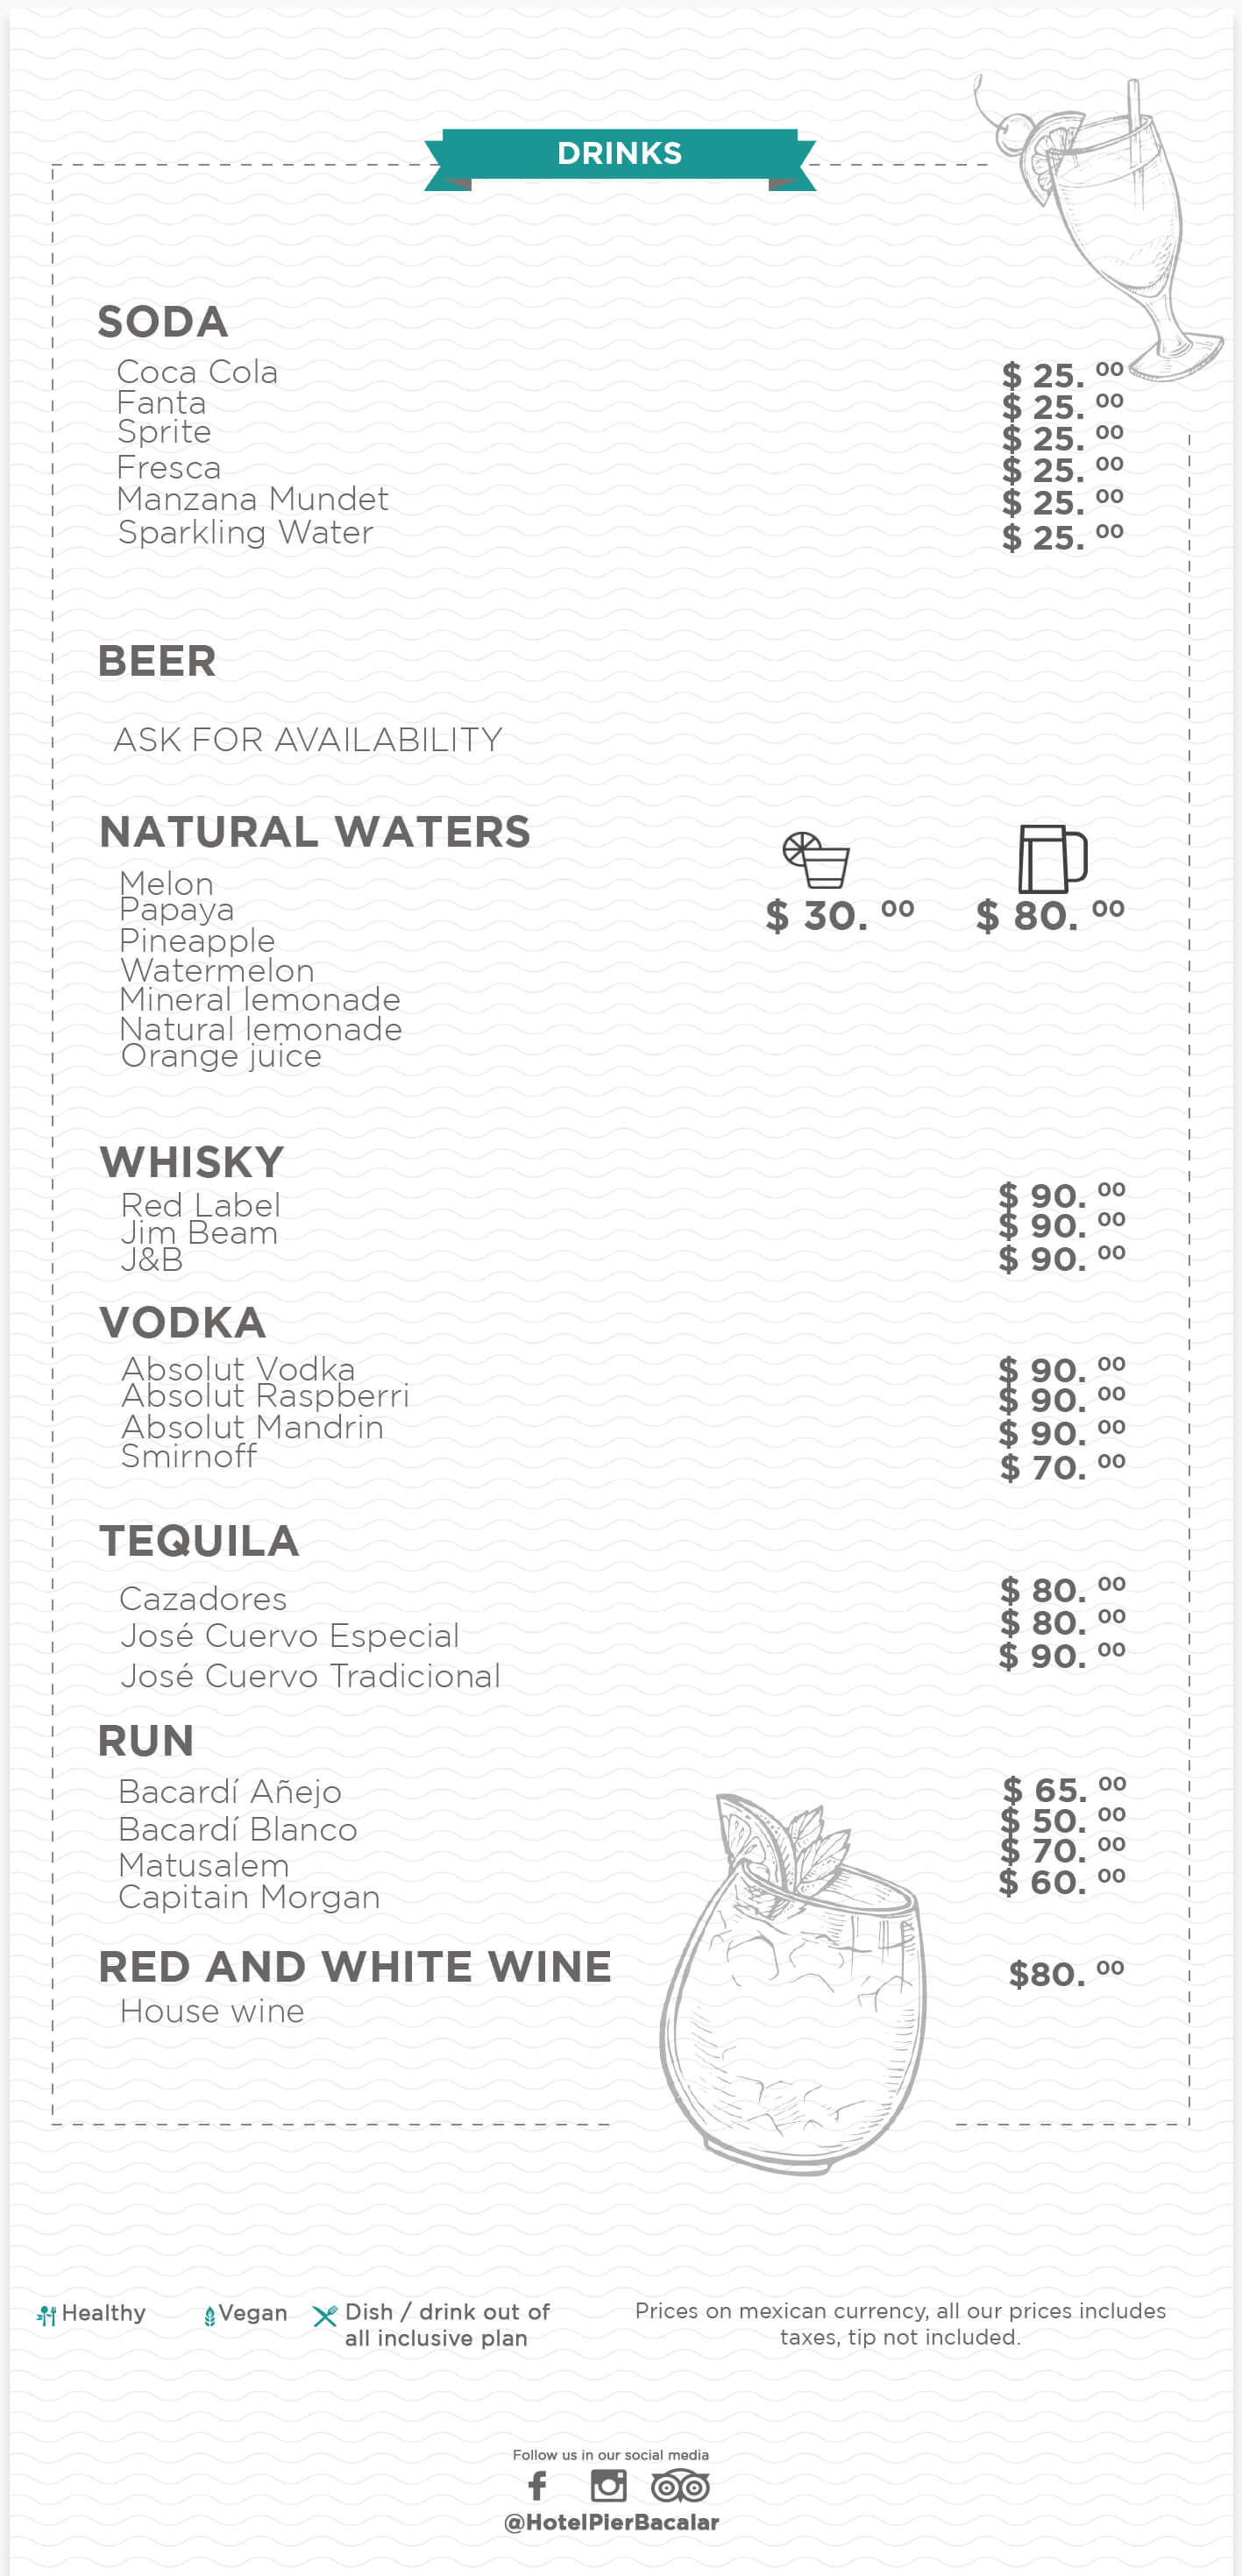 DRINKS
SODA
Coca Cola $ 25. 00
Fanta $ 25. 00
Sprite $ 25. 00
Fresca $ 25. 00
Manzana Mundet $ 25. 00
Sparkling Water $ 25. 00
BEER
ASK FOR AVAILABILITY
NATURAL WATERS
$ 30. 00 $ 80. 00
Melon
Papaya
Pineapple
Watermelon
Mineral lemonade
Natural lemonade
Orange juice
WHISKY
Red Label $ 90. 00
Jim Beam $ 90. 00
J&B $ 90. 00
VODKA
Absolut Vodka $ 90. 00
Absolut Raspberri $ 90. 00
Absolut Mandrin $ 90. 00
Smirnoff $ 70. 00
TEQUILA
Cazadores $ 80. 00
José Cuervo Especial $ 80. 00
José Cuervo Tradicional $ 90. 00
RUN
Bacardí Añejo $ 65. 00
Bacardí Blanco $ 50. 00
Matusalem $ 70. 00
Capitain Morgan $ 60. 00
RED AND WHITE WINE $80. 00
House wine
Healthy Vegan Dish / drink out of
all inclusive plan
Prices on mexican currency, all our prices includes
taxes, tip not included.
Follow us in our social media
@HotelPierBacalar